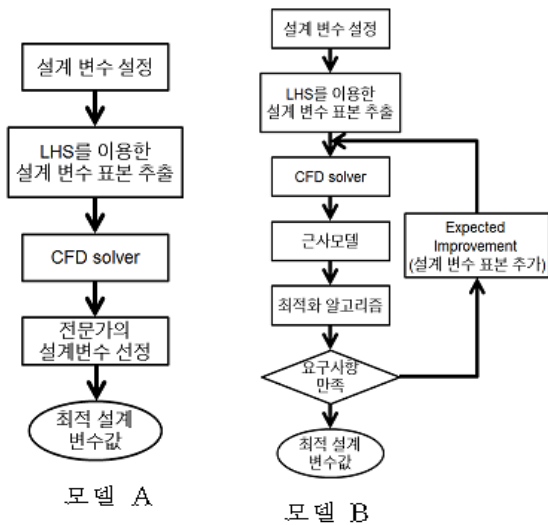 설계 변수 설정
LHS를 이용한
설계 변수 표본 추출
CFD solver
전문가의
설계변수 선정
최적 설계
변수값
모델 A
설계 변수 설정
LHS를 이용한
설계 변수 표본 추출
CFD solver
근사모델
최적화 알고리즘
요구사항
만족
최적 설계
변수값
Expected
Improvement
(설계 변수 표본 추가)
모델 B